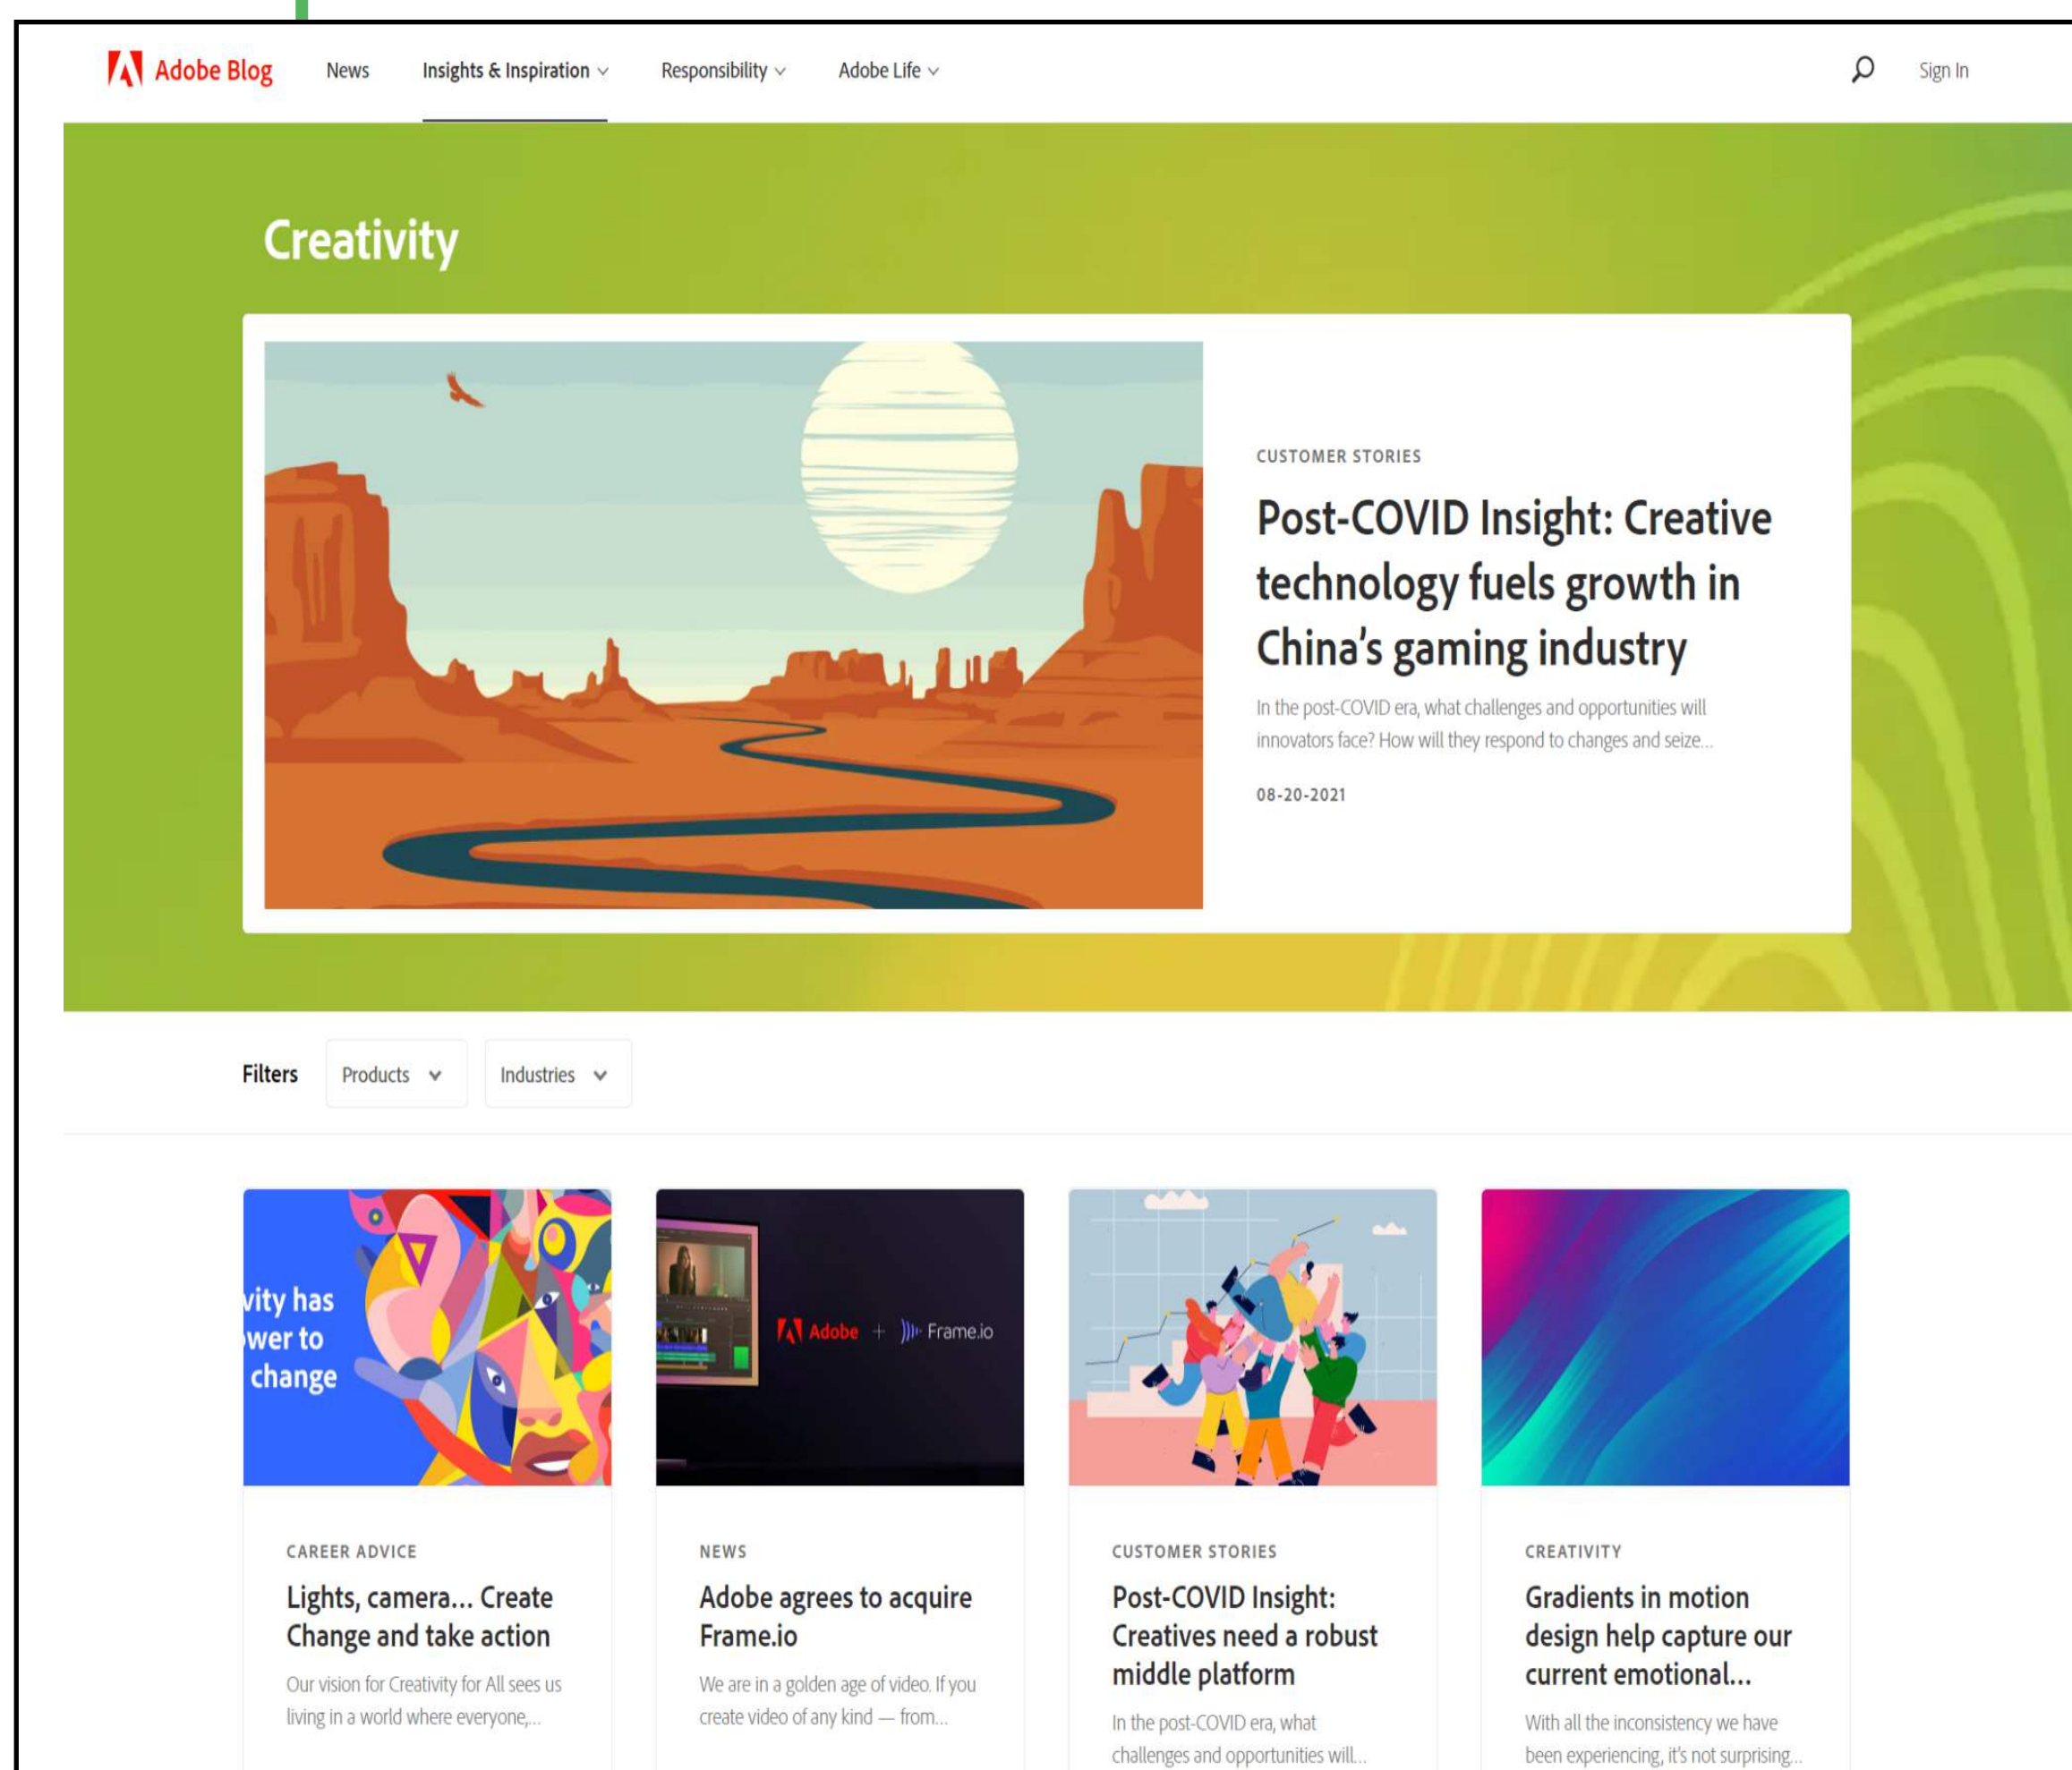 Adobe Blog News Insights & Inspiration Responsibility Adobe Life Sign In
Creativity
CUSTOMER STORIES
Post-COVID Insight: Creative
technology fuels growth in
China’s gaming industry
In the post-COVID era, what challenges and opportunities will
innovators face? How will they respond to changes and seize...
08-20-2021
Filters Products Industries
vity has
wer to
change
Adobe + Frame.io
CAREER ADVICE
Lights, camera... Create
Change and take action
Our vision for Creativity for All sees us
living in a world where everyone,...
NEWS
Adobe agrees to acquire
Frame.io
We are in a golden age of video. If you
create video of any kind — from...
CUSTOMER STORIES
Post-COVID Insight:
Creatives need a robust
middle platform
In the post-COVID era, what
challenges and opportunities will...
CREATIVITY
Gradients in motion
design help capture our
current emotional...
With all the inconsistency we have
been experiencing, it’s not surprising...